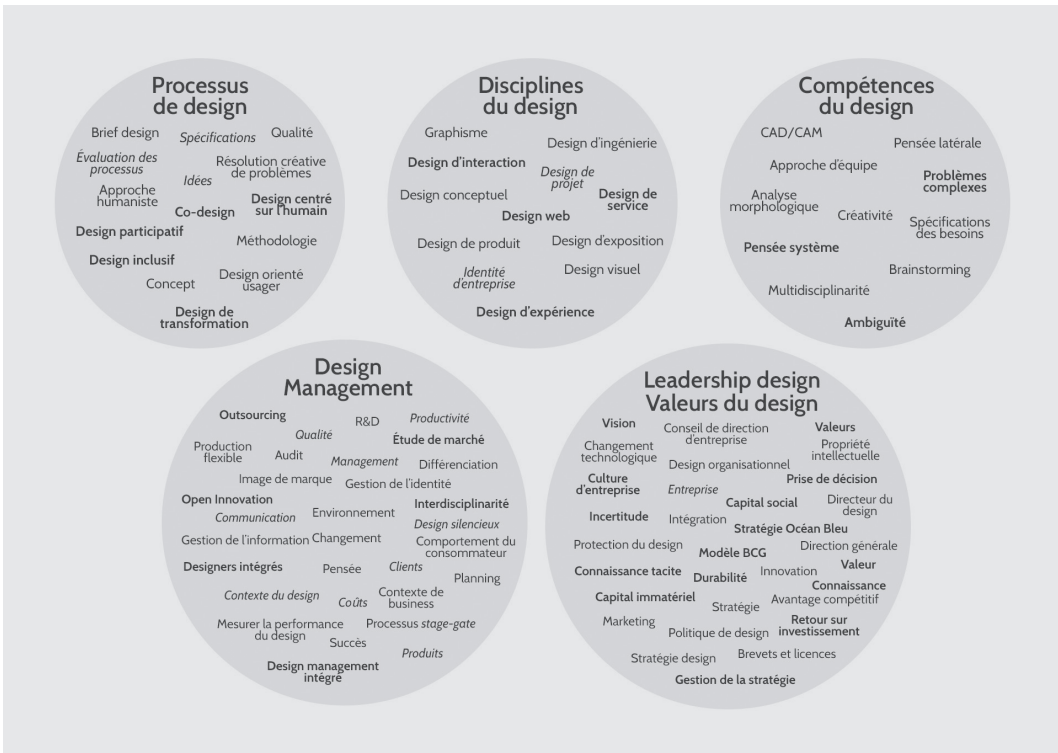 Processus
de design
Brief design
Spécifications
Qualité
Évaluation des
processus
Résolution créative
de problèmes
Idées
Approche
humaniste
Co-design
Design centré
sur l'humain
Design participatif
Méthodologie
Design inclusif
Concept
Design orienté
usager
Design de
transformation
Disciplines
du design
Graphisme
Design d'ingénierie
Design d'interaction
Design de
projet
Design conceptuel
Design de
service
Design web
Design de produit
Design d'exposition
Identité
d'entreprise
Design visuel
Design d'expérience
Compétences
du design
CAD/CAM
Pensée latérale
Approche d'équipe
Problèmes
complexes
Analyse
morphologique
Créativité
Spécifications
des besoins
Pensée système
Brainstorming
Multidisciplinarité
Ambiguïté
Design
Management
Outsourcing
R&D
Productivité
Qualité
Étude de marché
Production
flexible
Audit
Management
Différenciation
Image de marque
Gestion de l'identité
Open Innovation
Interdisciplinarité
Communication
Environnement
Design silencieux
Gestion de l'information
Changement
Comportement du
consommateur
Designers intégrés
Pensée
Clients
Planning
Contexte du design
Coûts
Contexte de
business
Mesurer la performance
du design
Processus stage-gate
Succès
Produits
Design management
intégré
Leadership design
Valeurs du design
Vision
Conseil de direction
d'entreprise
Valeurs
Changement
technologique
Propriété
intellectuelle
Design organisationnel
Culture
d'entreprise
Prise de décision
Entreprise
Capital social
Directeur du
design
Incertitude
Intégration
Stratégie Océan Bleu
Protection du design
Modèle BCG
Direction générale
Connaissance tacite
Durabilité
Innovation
Valeur
Connaissance
Capital immatériel
Stratégie
Avantage compétitif
Marketing
Politique de design
Retour sur
investissement
Stratégie design
Brevets et licences
Gestion de la stratégie